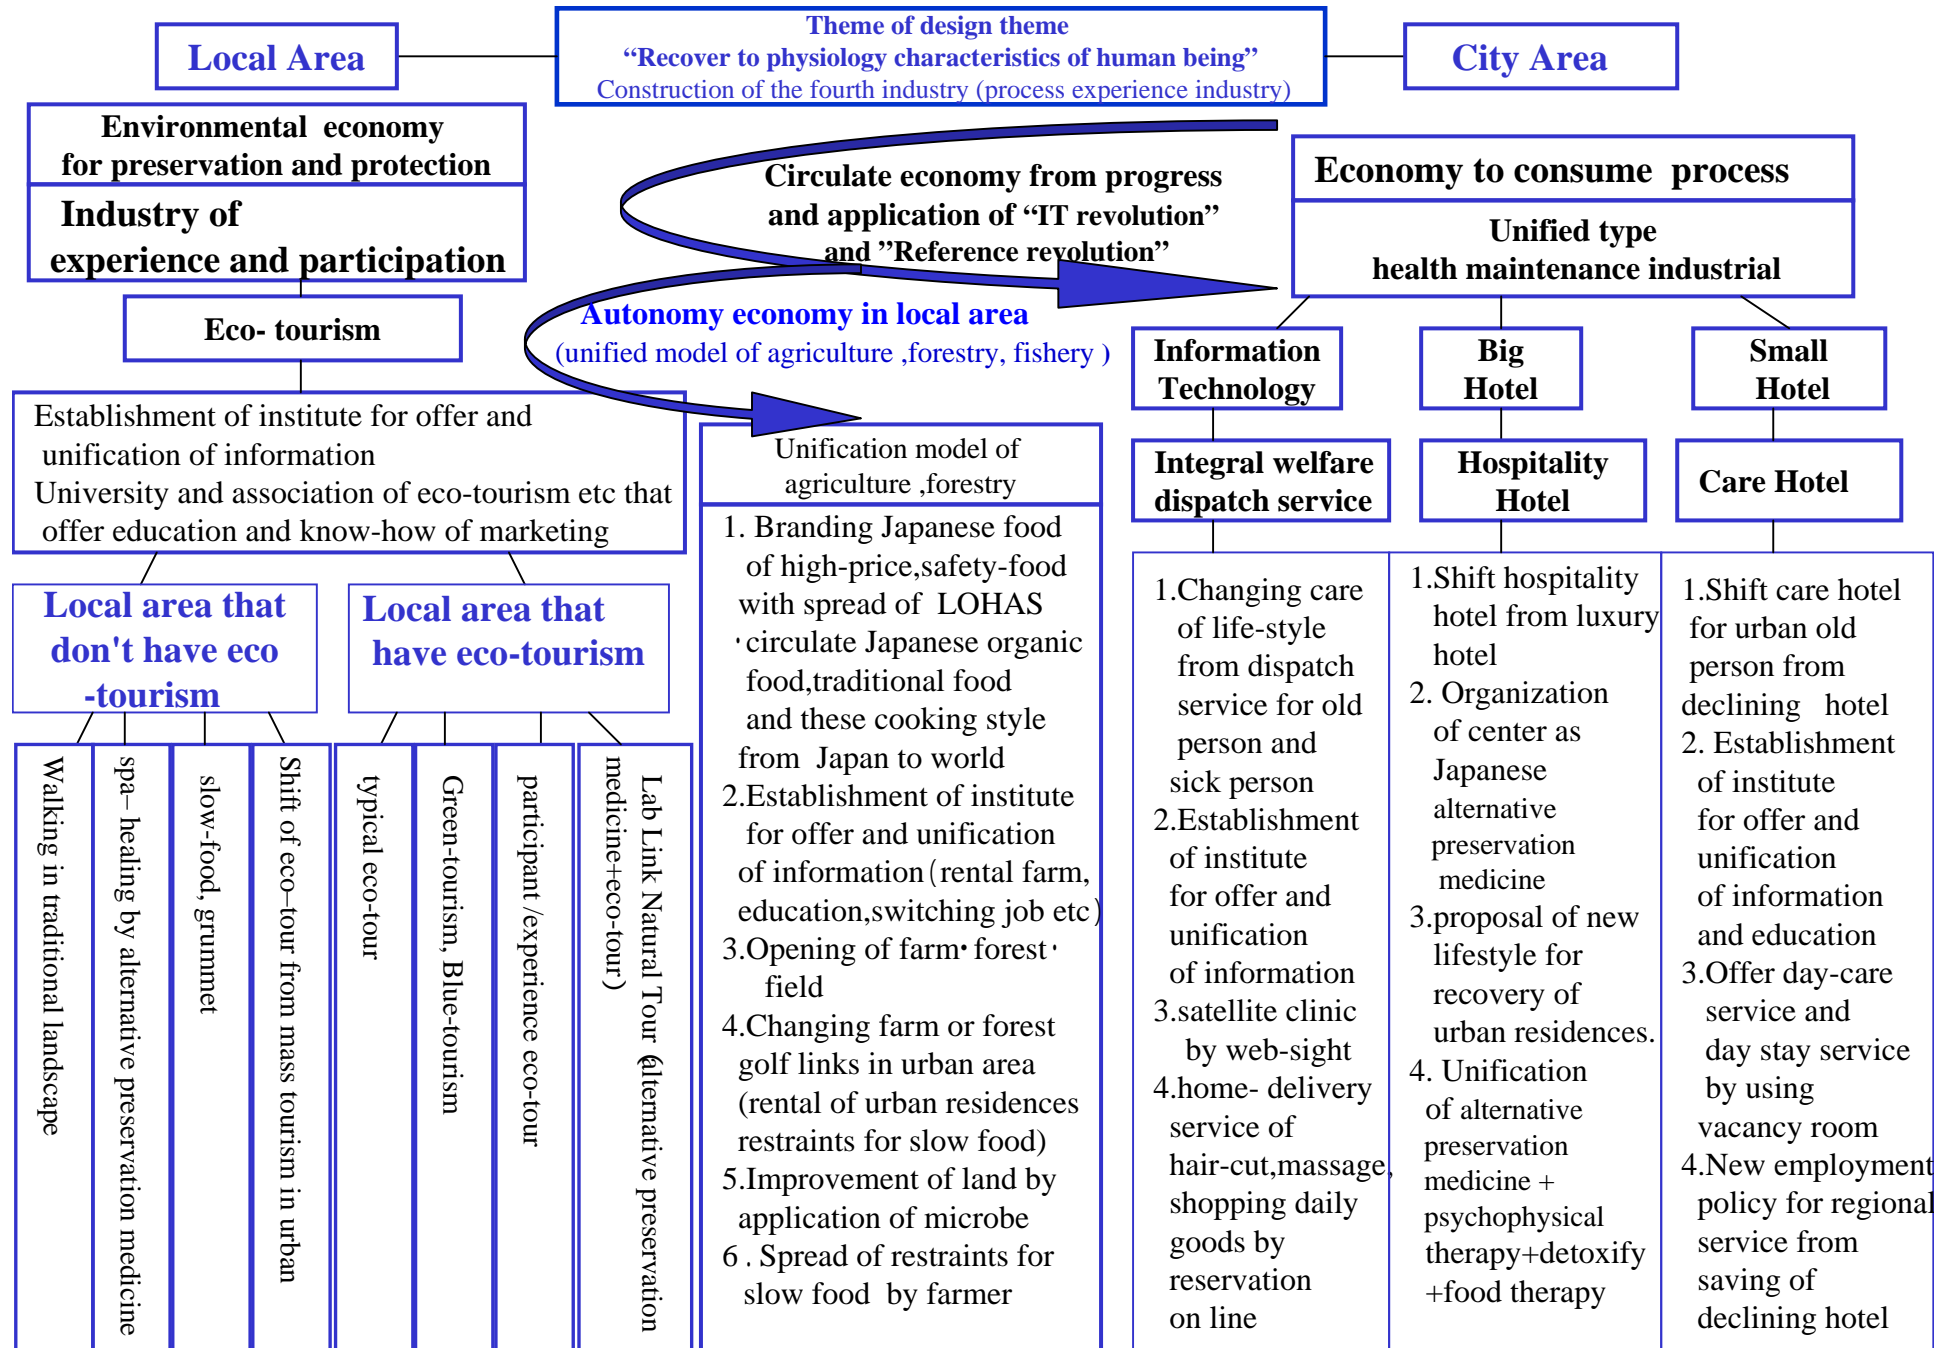 Theme of design theme
“Recover to physiology characteristics of human being”
Construction of the fourth industry (process experience industry)
Local Area
City Area
Environmental economy
for preservation and protection
Industry of
experience and participation
Eco- tourism
Establishment of institute for offer and
unification of information
University and association of eco-tourism etc that
offer education and know-how of marketing
Local area that
don't have eco
-tourism
Local area that
have eco-tourism
Walking in traditional landscape
spa– healing by alternative preservation medicine
slow-food, grummet
Shift of eco–tour from mass tourism in urban
typical eco-tour
Green-tourism, Blue-tourism
participant /experience eco-tour
Lab Link Natural Tour (alternative preservation
medicine+eco-tour)
Circulate economy from progress
and application of “IT revolution”
and ”Reference revolution”
Autonomy economy in local area
(unified model of agriculture ,forestry, fishery )
Unification model of
agriculture ,forestry
1. Branding Japanese food
of high-price,safety-food
with spread of LOHAS
・circulate Japanese organic
food,traditional food
and these cooking style
from Japan to world
2.Establishment of institute
for offer and unification
of information(rental farm,
education,switching job etc)
3.Opening of farm・forest・
field
4.Changing farm or forest
golf links in urban area
(rental of urban residences
restraints for slow food)
5.Improvement of land by
application of microbe
6 . Spread of restraints for
slow food by farmer
Economy to consume process
Unified type
health maintenance industrial
Information
Technology
Integral welfare
dispatch service
1.Changing care
of life-style
from dispatch
service for old
person and
sick person
2.Establishment
of institute
for offer and
unification
of information
3.satellite clinic
by web-sight
4.home- delivery
service of
hair-cut,massage,
shopping daily
goods by
reservation
on line
Big
Hotel
Hospitality
Hotel
1.Shift hospitality
hotel from luxury
hotel
2. Organization
of center as
Japanese
alternative
preservation
medicine
3.proposal of new
lifestyle for
recovery of
urban residences.
4. Unification
of alternative
preservation
medicine +
psychophysical
therapy+detoxify
+food therapy
Small
Hotel
Care Hotel
1.Shift care hotel
for urban old
person from
declining hotel
2. Establishment
of institute
for offer and
unification
of information
and education
3.Offer day-care
service and
day stay service
by using
vacancy room
4.New employment
policy for regional
service from
saving of
declining hotel